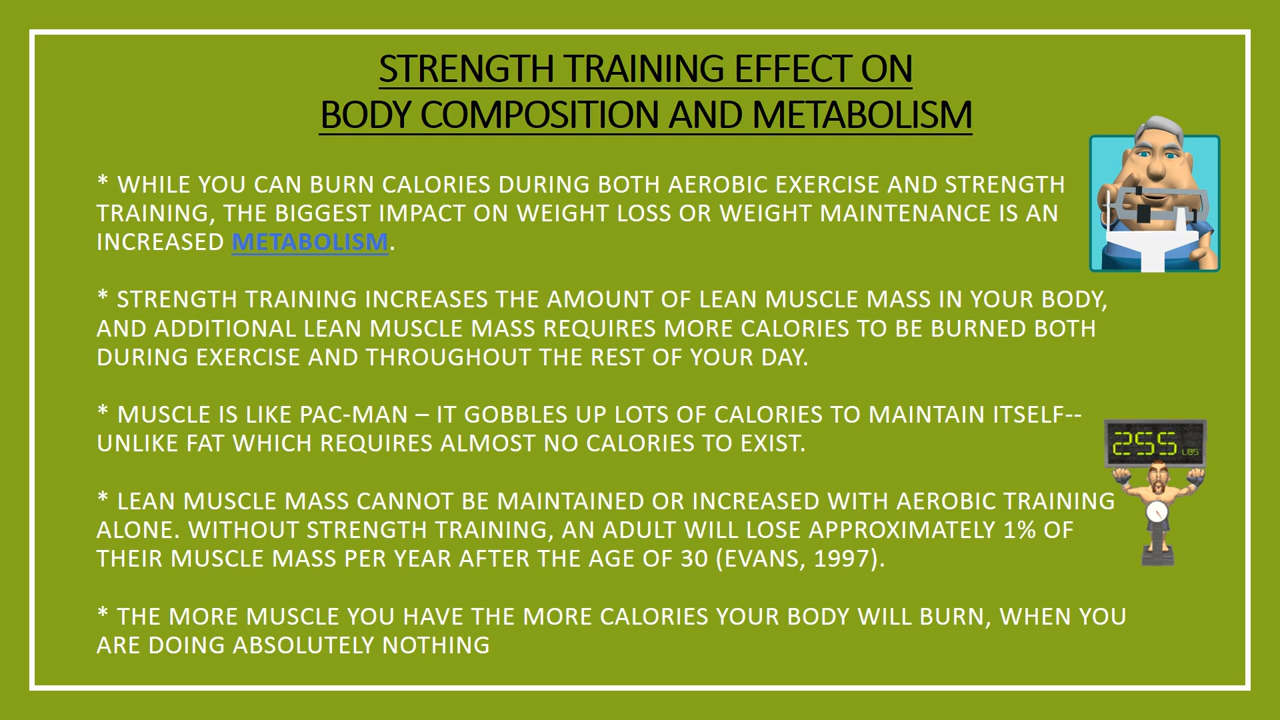 STRENGTH TRAINING EFFECT ON
BODY COMPOSITION AND METABOLISM
* WHILE YOU CAN BURN CALORIES DURING BOTH AEROBIC EXERCISE AND STRENGTH
TRAINING, THE BIGGEST IMPACT ON WEIGHT LOSS OR WEIGHT MAINTENANCE IS AN
INCREASED METABOLISM.
* STRENGTH TRAINING INCREASES THE AMOUNT OF LEAN MUSCLE MASS IN YOUR BODY,
AND ADDITIONAL LEAN MUSCLE MASS REQUIRES MORE CALORIES TO BE BURNED BOTH
DURING EXERCISE AND THROUGHOUT THE REST OF YOUR DAY.
* MUSCLE IS LIKE PAC-MAN – IT GOBBLES UP LOTS OF CALORIES TO MAINTAIN ITSELF--
UNLIKE FAT WHICH REQUIRES ALMOST NO CALORIES TO EXIST.
255 LBS
* LEAN MUSCLE MASS CANNOT BE MAINTAINED OR INCREASED WITH AEROBIC TRAINING
ALONE. WITHOUT STRENGTH TRAINING, AN ADULT WILL LOSE APPROXIMATELY 1% OF
THEIR MUSCLE MASS PER YEAR AFTER THE AGE OF 30 (EVANS, 1997).
* THE MORE MUSCLE YOU HAVE THE MORE CALORIES YOUR BODY WILL BURN, WHEN YOU
ARE DOING ABSOLUTELY NOTHING